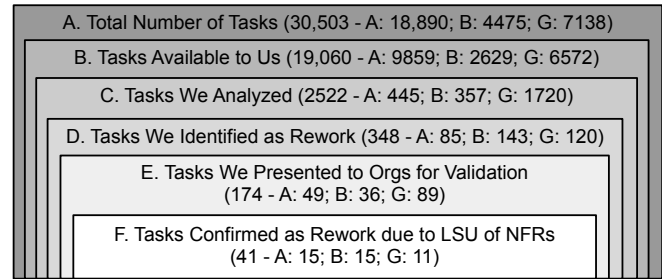 A. Total Number of Tasks (30,503 - A: 18,890; B: 4475; G: 7138)
B. Tasks Available to Us (19,060 - A: 9859; B: 2629; G: 6572)
C. Tasks We Analyzed (2522 - A: 445; B: 357; G: 1720)
D. Tasks We Identified as Rework (348 - A: 85; B: 143; G: 120)
E. Tasks We Presented to Orgs for Validation
(174 - A: 49; B: 36; G: 89)
F. Tasks Confirmed as Rework due to LSU of NFRs
(41 - A: 15; B: 15; G: 11)